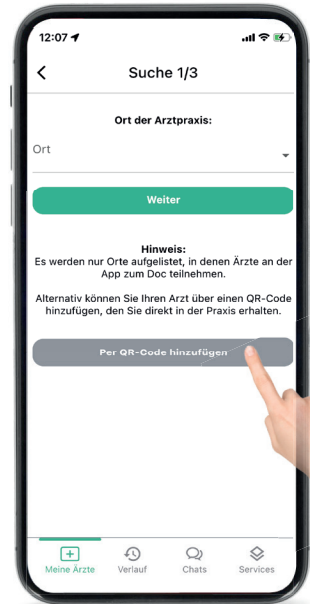 12:07
Suche 1/3
Ort der Arztpraxis:
Ort
Weiter
Hinweis:
Es werden nur Orte aufgelistet, in denen Ärzte an der
App zum Doc teilnehmen.
Alternativ können Sie Ihren Arzt über einen QR-Code
hinzufügen, den Sie direkt in der Praxis erhalten.
Per QR-Code hinzufügen
Meine Ärzte Verlauf Chats Services